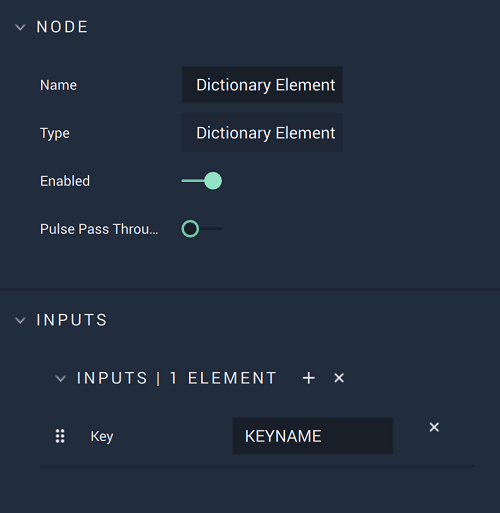 NODE
Name Dictionary Element
Type Dictionary Element
Enabled
Pulse Pass Throu...
INPUTS
INPUTS | 1 ELEMENT
Key KEYNAME